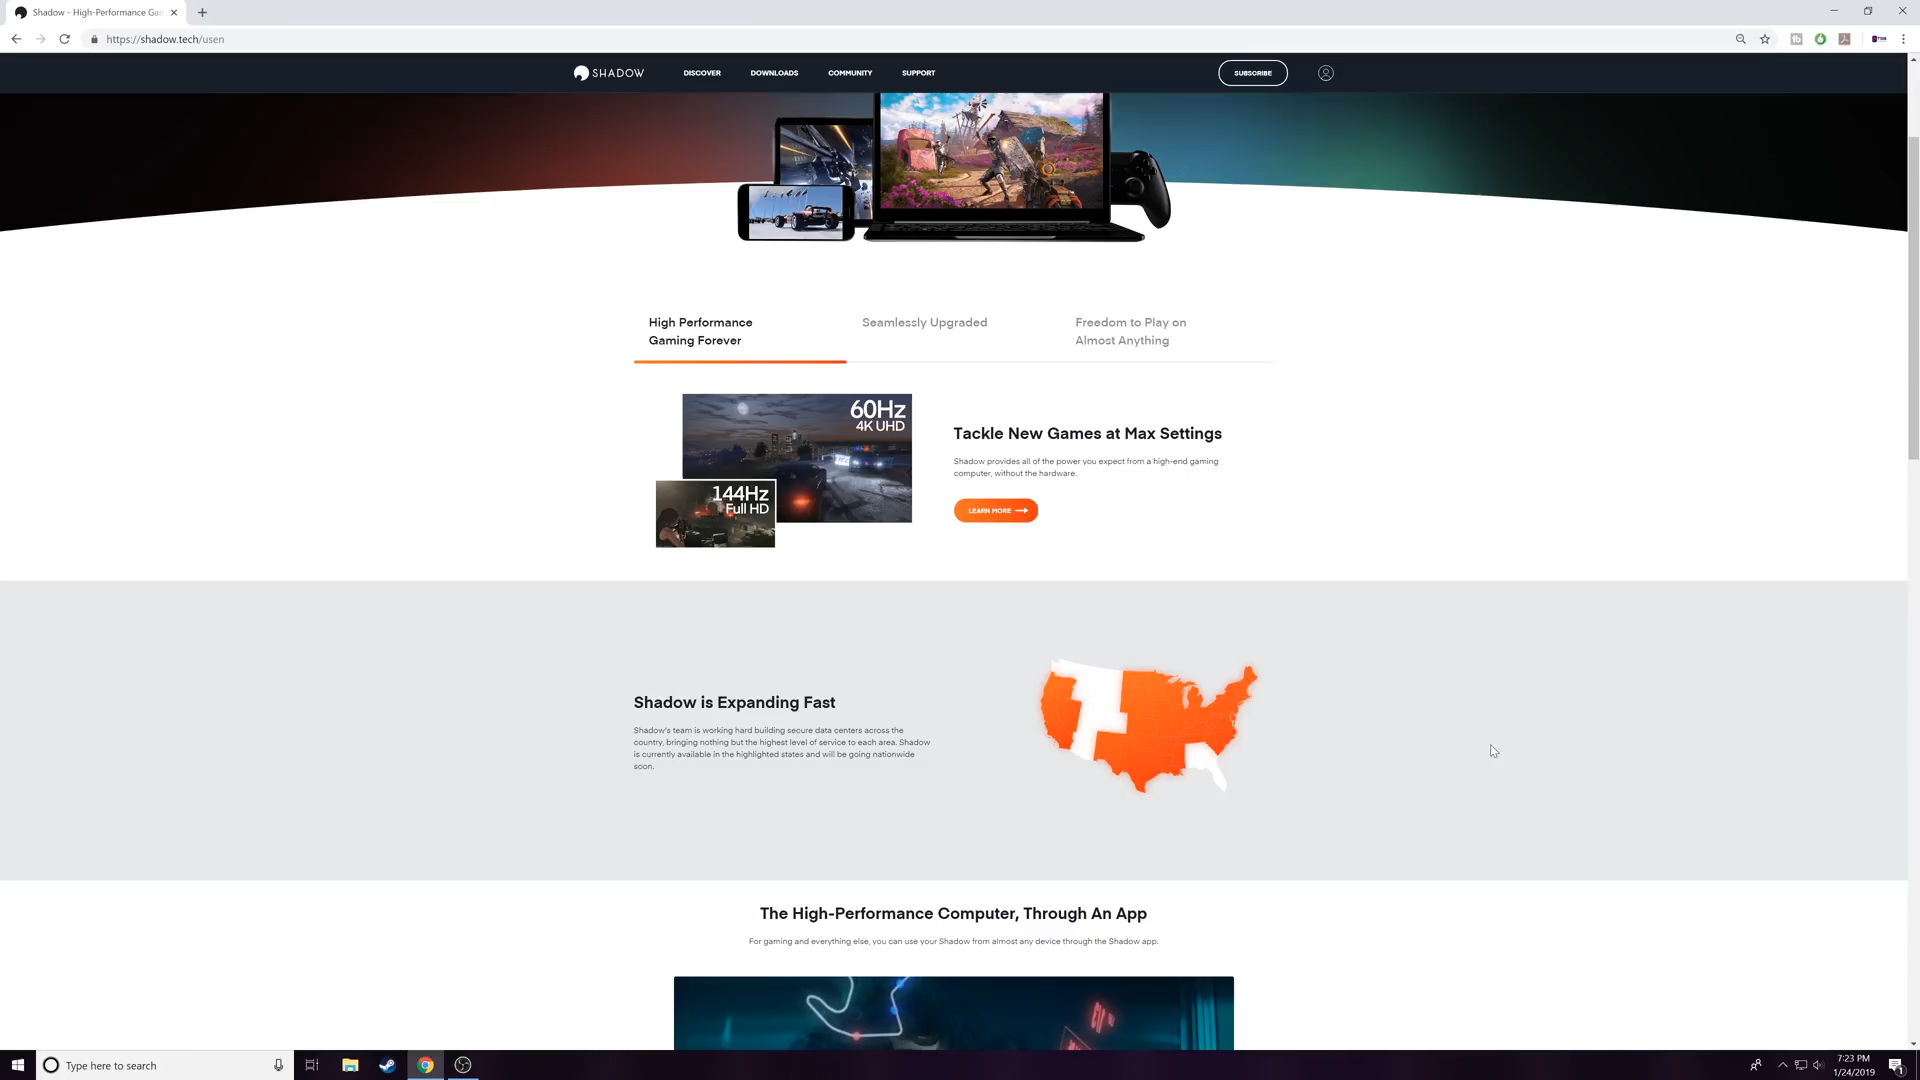 Shadow - High-Performance Gam
https://shadow.tech/usen
SHADOW
DISCOVER
DOWNLOADS
COMMUNITY
SUPPORT
SUBSCRIBE
High Performance
Gaming Forever
Seamlessly Upgraded
Freedom to Play on
Almost Anything
60Hz
4K UHD
144Hz
Full HD
Tackle New Games at Max Settings
Shadow provides all of the power you expect from a high-end gaming
computer, without the hardware.
LEARN MORE
Shadow is Expanding Fast
Shadow's team is working hard building secure data centers across the
country, bringing nothing but the highest level of service to each area. Shadow
is currently available in the highlighted states and will be going nationwide
soon.
The High-Performance Computer, Through An App
For gaming and everything else, you can use your Shadow from almost any device through the Shadow app.
Type here to search
7:23 PM
1/24/2019